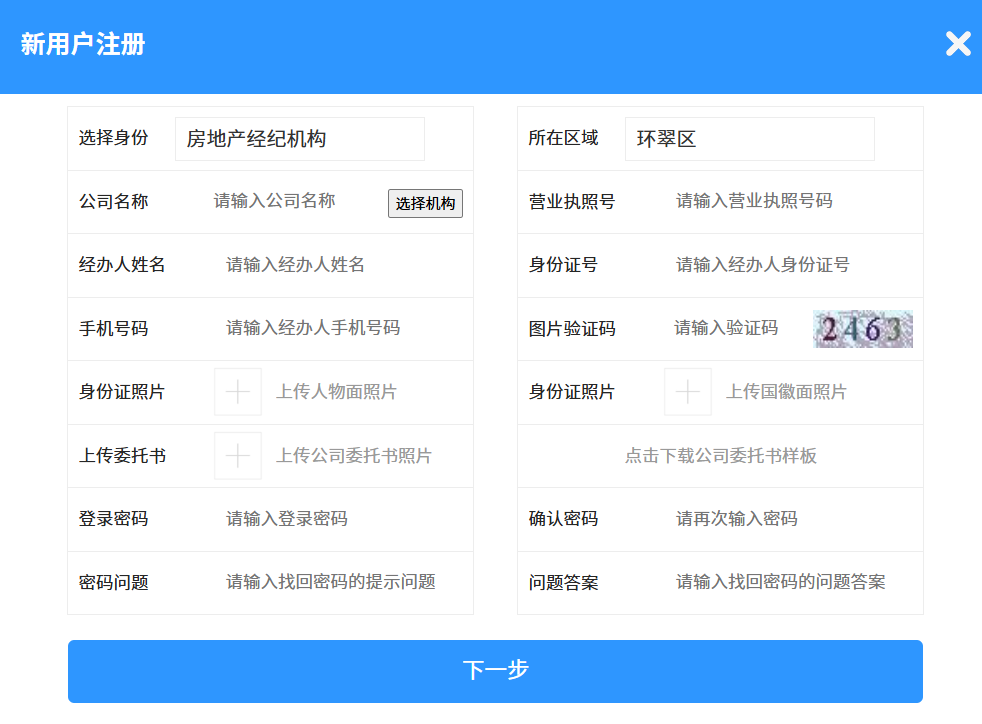 新用户注册
选择身份 房地产经纪机构 所在区域 环翠区
公司名称 请输入公司名称 选择机构 营业执照号 请输入营业执照号码
经办人姓名 请输入经办人姓名 身份证号 请输入经办人身份证号
手机号码 请输入经办人手机号码 图片验证码 请输入验证码 2463
身份证照片 上传人物面照片 身份证照片 上传国徽面照片
上传委托书 上传公司委托书照片 点击下载公司委托书样板
登录密码 请输入登录密码 确认密码 请再次输入密码
密码问题 请输入找回密码的提示问题 问题答案 请输入找回密码的问题答案
下一步